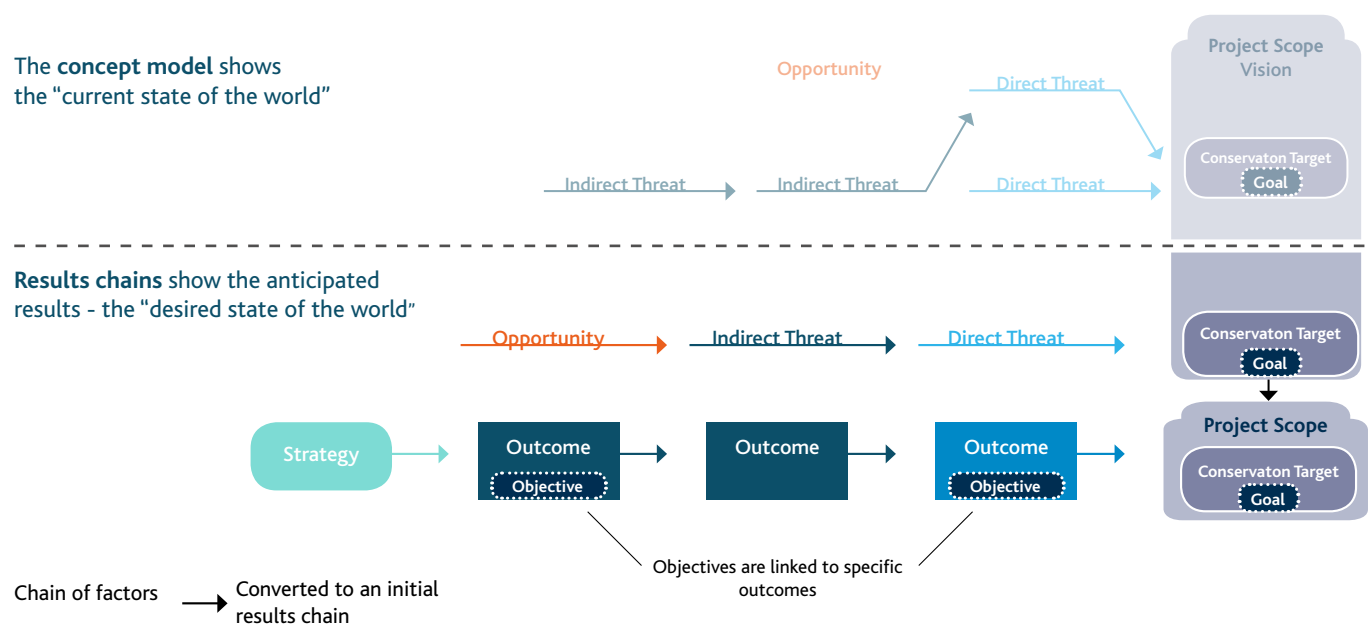 The concept model shows
the “current state of the world”
Opportunity
Direct Threat
Project Scope
Vision
Indirect Threat
Indirect Threat
Direct Threat
Conservaton Target
Goal
Results chains show the anticipated
results - the “desired state of the world”
Opportunity
Indirect Threat
Direct Threat
Conservaton Target
Goal
Strategy
Outcome
Objective
Outcome
Outcome
Objective
Project Scope
Conservaton Target
Goal
Objectives are linked to specific
outcomes
Chain of factors
Converted to an initial
results chain